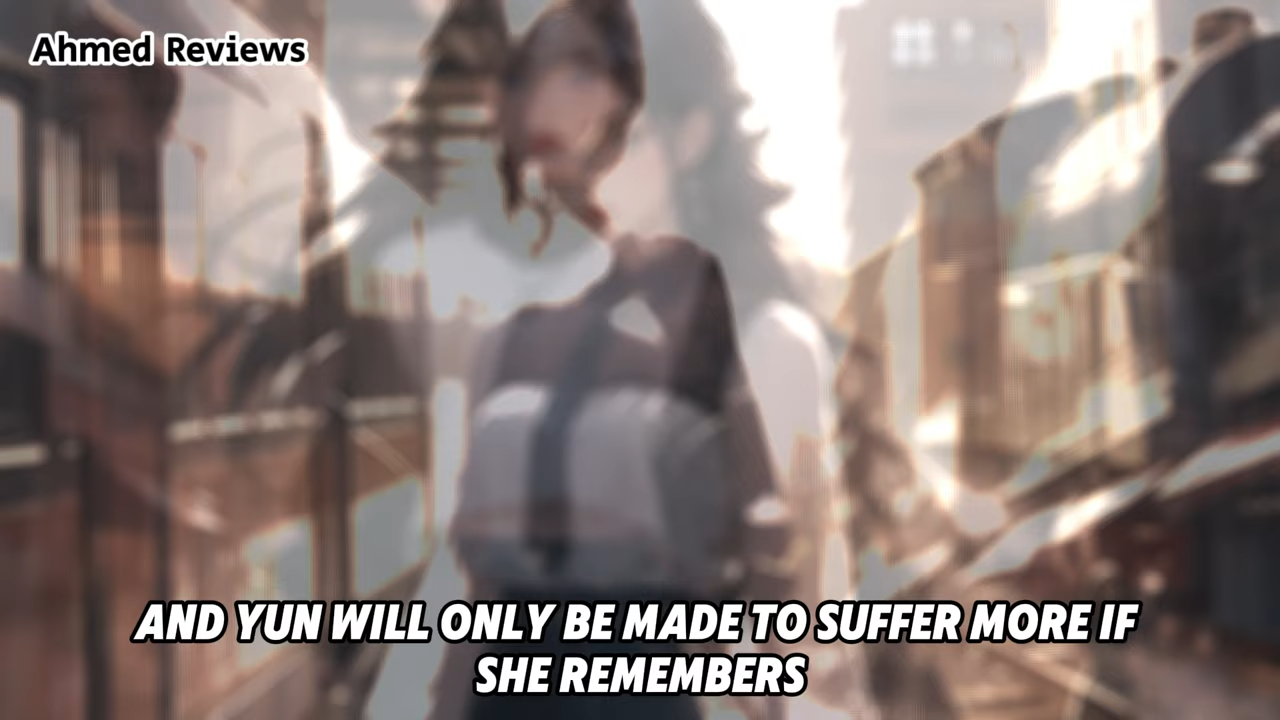 Ahmed Reviews
AND YUN WILL ONLY BE MADE TO SUFFER MORE IF
SHE REMEMBERS